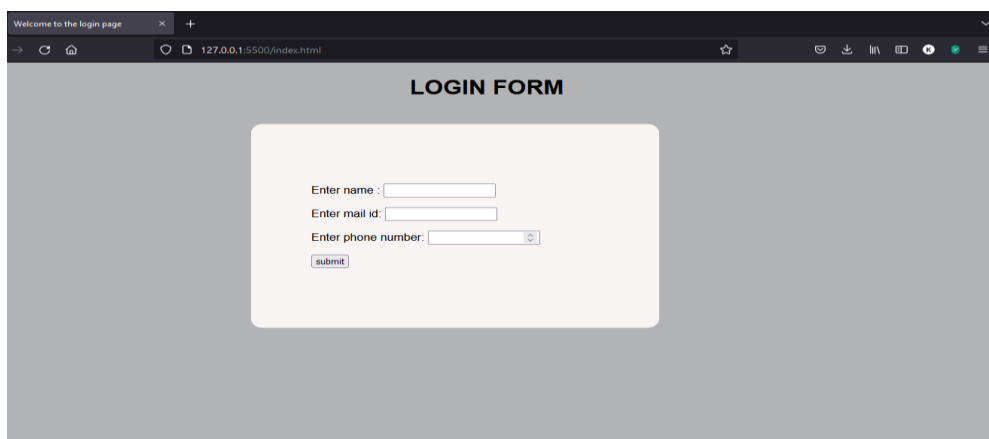 Welcome to the login page
127.0.0.1:5500/index.html
LOGIN FORM
Enter name :
Enter mail id:
Enter phone number:
submit